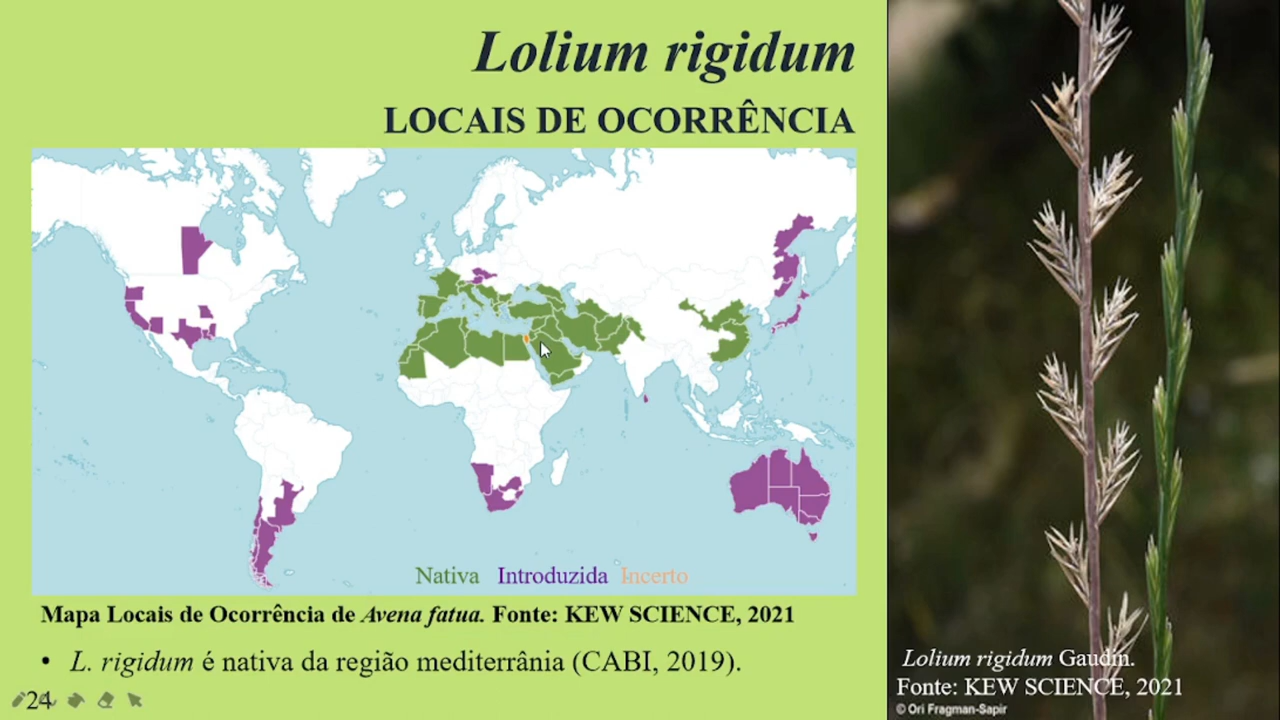 Lolium rigidum
LOCAIS DE OCORRÊNCIA
Nativa Introduzida Incerto
Mapa Locais de Ocorrência de Avena fatua. Fonte: KEW SCIENCE, 2021
• L. rigidum é nativa da região mediterrânia (CABI, 2019).
24
Lolium rigidum Gaudin.
Fonte: KEW SCIENCE, 2021
© Ori Fragman-Sapir